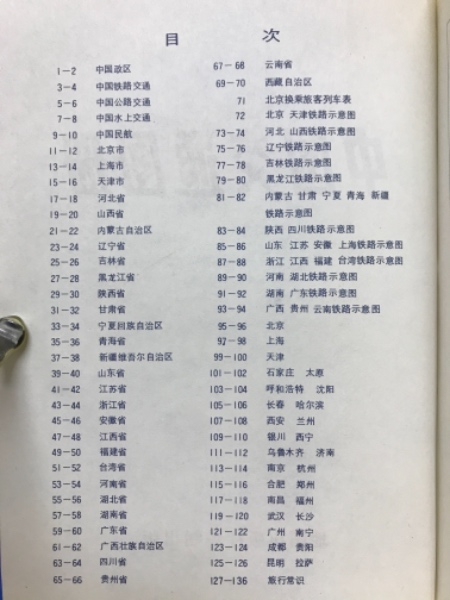 目 次
1-2 中国政区
3-4 中国铁路交通
5-6 中国公路交通
7-8 中国水上交通
9-10 中国民航
11-12 北京市
13-14 上海市
15-16 天津市
17-18 河北省
19-20 山西省
21-22 内蒙古自治区
23-24 辽宁省
25-26 吉林省
27-28 黑龙江省
29-30 陕西省
31-32 甘肃省
33-34 宁夏回族自治区
35-36 青海省
37-38 新疆维吾尔自治区
39-40 山东省
41-42 江苏省
43-44 浙江省
45-46 安徽省
47-48 江西省
49-50 福建省
51-52 台湾省
53-54 河南省
55-56 湖北省
57-58 湖南省
59-60 广东省
61-62 广西壮族自治区
63-64 四川省
65-66 贵州省
67-68 云南省
69-70 西藏自治区
71 北京换乘旅客列车表
72 北京 天津铁路示意图
73-74 河北 山西铁路示意图
75-76 辽宁铁路示意图
77-78 吉林铁路示意图
79-80 黑龙江铁路示意图
81-82 内蒙古 甘肃 宁夏 青海 新疆
铁路示意图
83-84 陕西 四川铁路示意图
85-86 山东 江苏 安徽 上海铁路示意图
87-88 浙江 江西 福建 台湾铁路示意图
89-90 河南 湖北铁路示意图
91-92 湖南 广东铁路示意图
93-94 广西 贵州 云南铁路示意图
95-96 北京
97-98 上海
99-100 天津
101-102 石家庄 太原
103-104 呼和浩特 沈阳
105-106 长春 哈尔滨
107-108 西安 兰州
109-110 银川 西宁
111-112 乌鲁木齐 济南
113-114 南京 杭州
115-116 合肥 郑州
117-118 南昌 福州
119-120 武汉 长沙
121-122 广州 南宁
123-124 成都 贵阳
125-126 昆明 拉萨
127-136 旅行常识